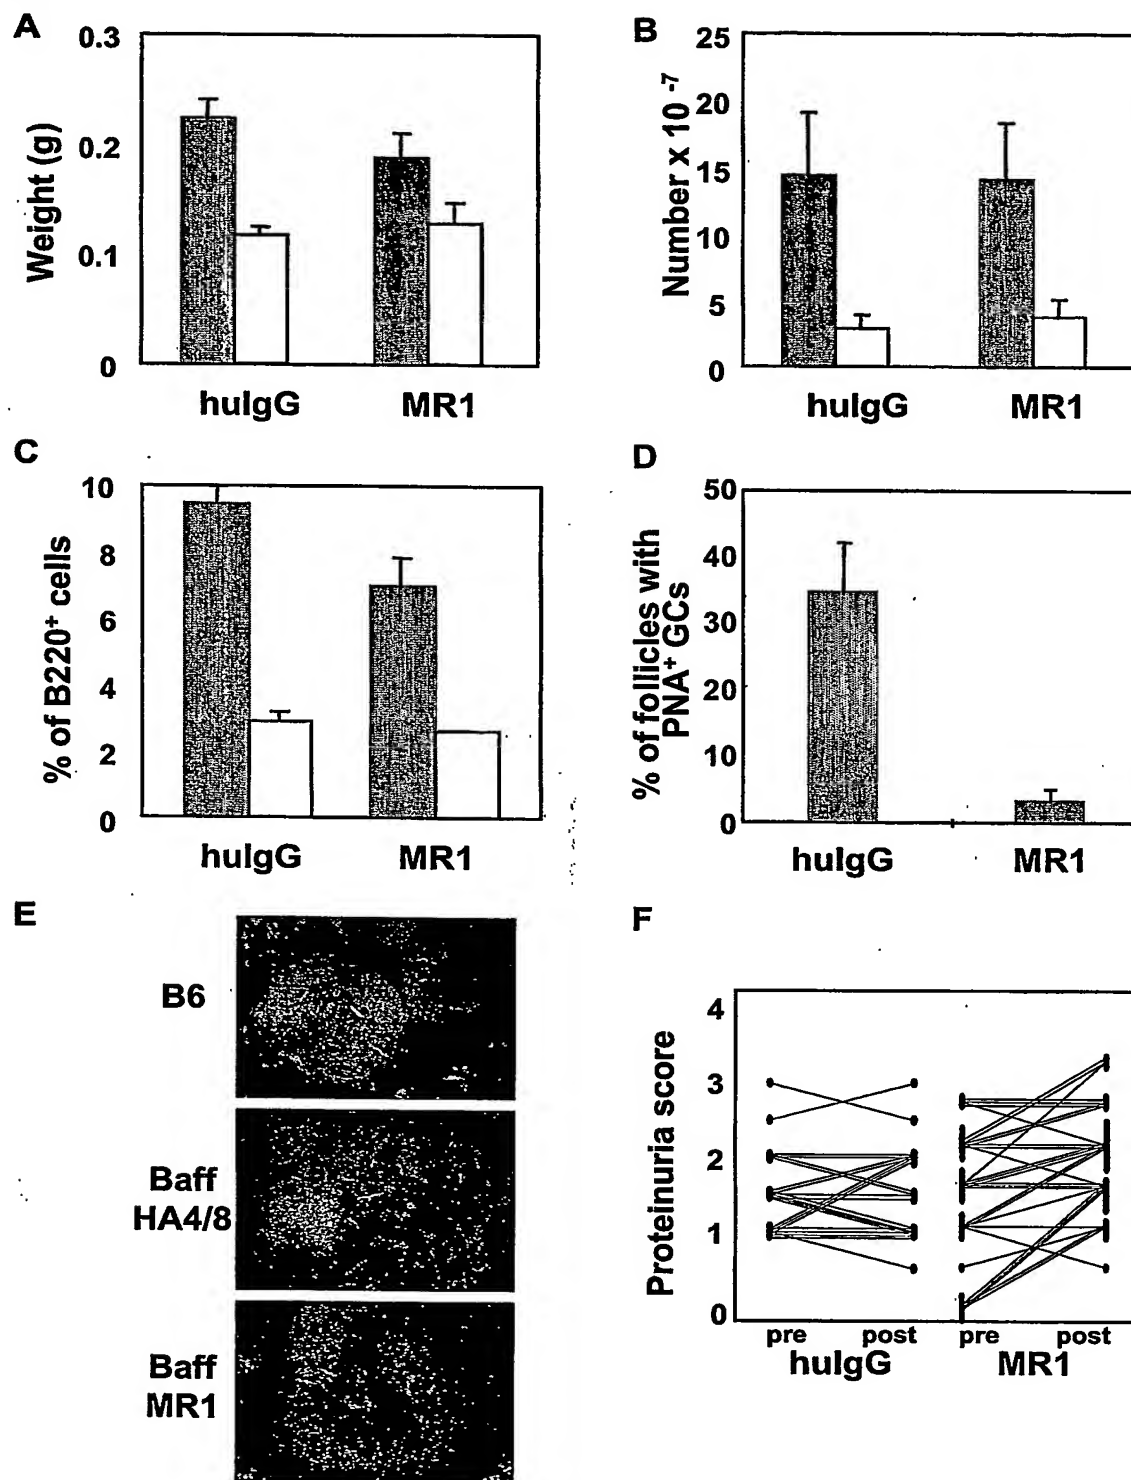 A
0.3
0.2
0.1
0
Weight (g)
huIgG
MR1
B
25
20
15
10
5
0
Number x 10 -7
huIgG
MR1
C
10
8
6
4
2
0
% of B220+ cells
huIgG
MR1
D
50
40
30
20
10
0
% of follicles with
PNA+ GCs
huIgG
MR1
E
B6
Baff
HA4/8
Baff
MR1
F
4
3
2
1
0
Proteinuria score
pre
post
pre
post
huIgG
MR1